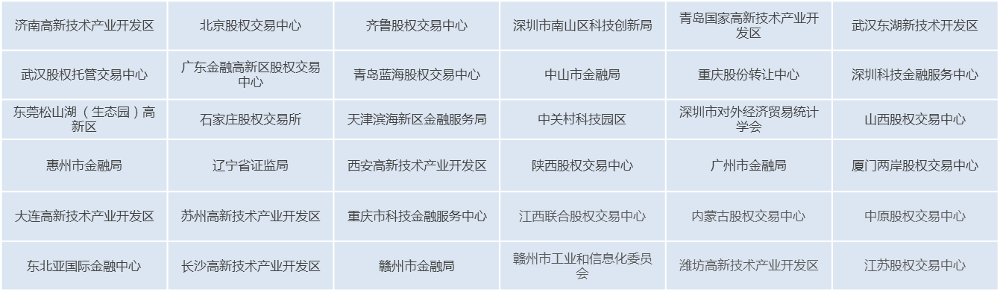 济南高新技术产业开发区
北京股权交易中心
齐鲁股权交易中心
深圳市南山区科技创新局
青岛国家高新技术产业开
发区
武汉东湖新技术开发区
武汉股权托管交易中心
广东金融高新区股权交易
中心
青岛蓝海股权交易中心
中山市金融局
重庆股份转让中心
深圳科技金融服务中心
东莞松山湖（生态园）高
新区
石家庄股权交易所
天津滨海新区金融服务局
中关村科技园区
深圳市对外经济贸易统计
学会
山西股权交易中心
惠州市金融局
辽宁省证监局
西安高新技术产业开发区
陕西股权交易中心
广州市金融局
厦门两岸股权交易中心
大连高新技术产业开发区
苏州高新技术产业开发区
重庆市科技金融服务中心
江西联合股权交易中心
内蒙古股权交易中心
中原股权交易中心
东北亚国际金融中心
长沙高新技术产业开发区
赣州市金融局
赣州市工业和信息化委员
会
潍坊高新技术产业开发区
江苏股权交易中心